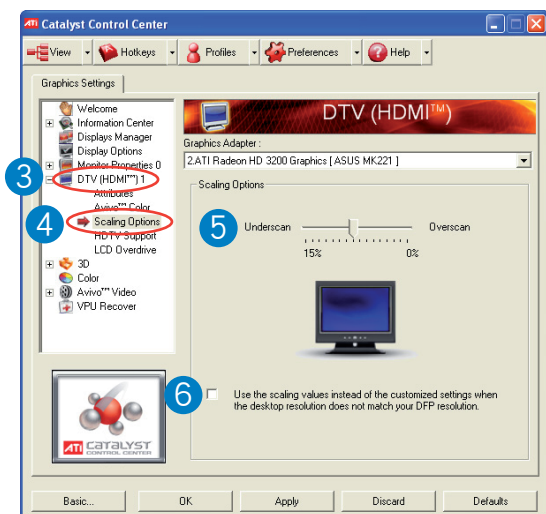 ATI Catalyst Control Center
View Hotkeys Profiles Preferences Help
Graphics Settings
Welcome
Information Center
Displays Manager
Display Options
Monitor Properties 0
3
DTV (HDMI™) 1
Attributes
Avivo™ Color
4
Scaling Options
HDTV Support
LCD Overdrive
3D
Color
Avivo™ Video
VPU Recover
ATI CATALYST
CONTROL CENTER
DTV (HDMI™)
Graphics Adapter :
2.ATI Radeon HD 3200 Graphics [ ASUS MK221 ]
Scaling Options
5
Underscan Overscan
15% 0%
6
Use the scaling values instead of the customized settings when
the desktop resolution does not match your DFP resolution.
Basic... OK Apply Discard Defaults